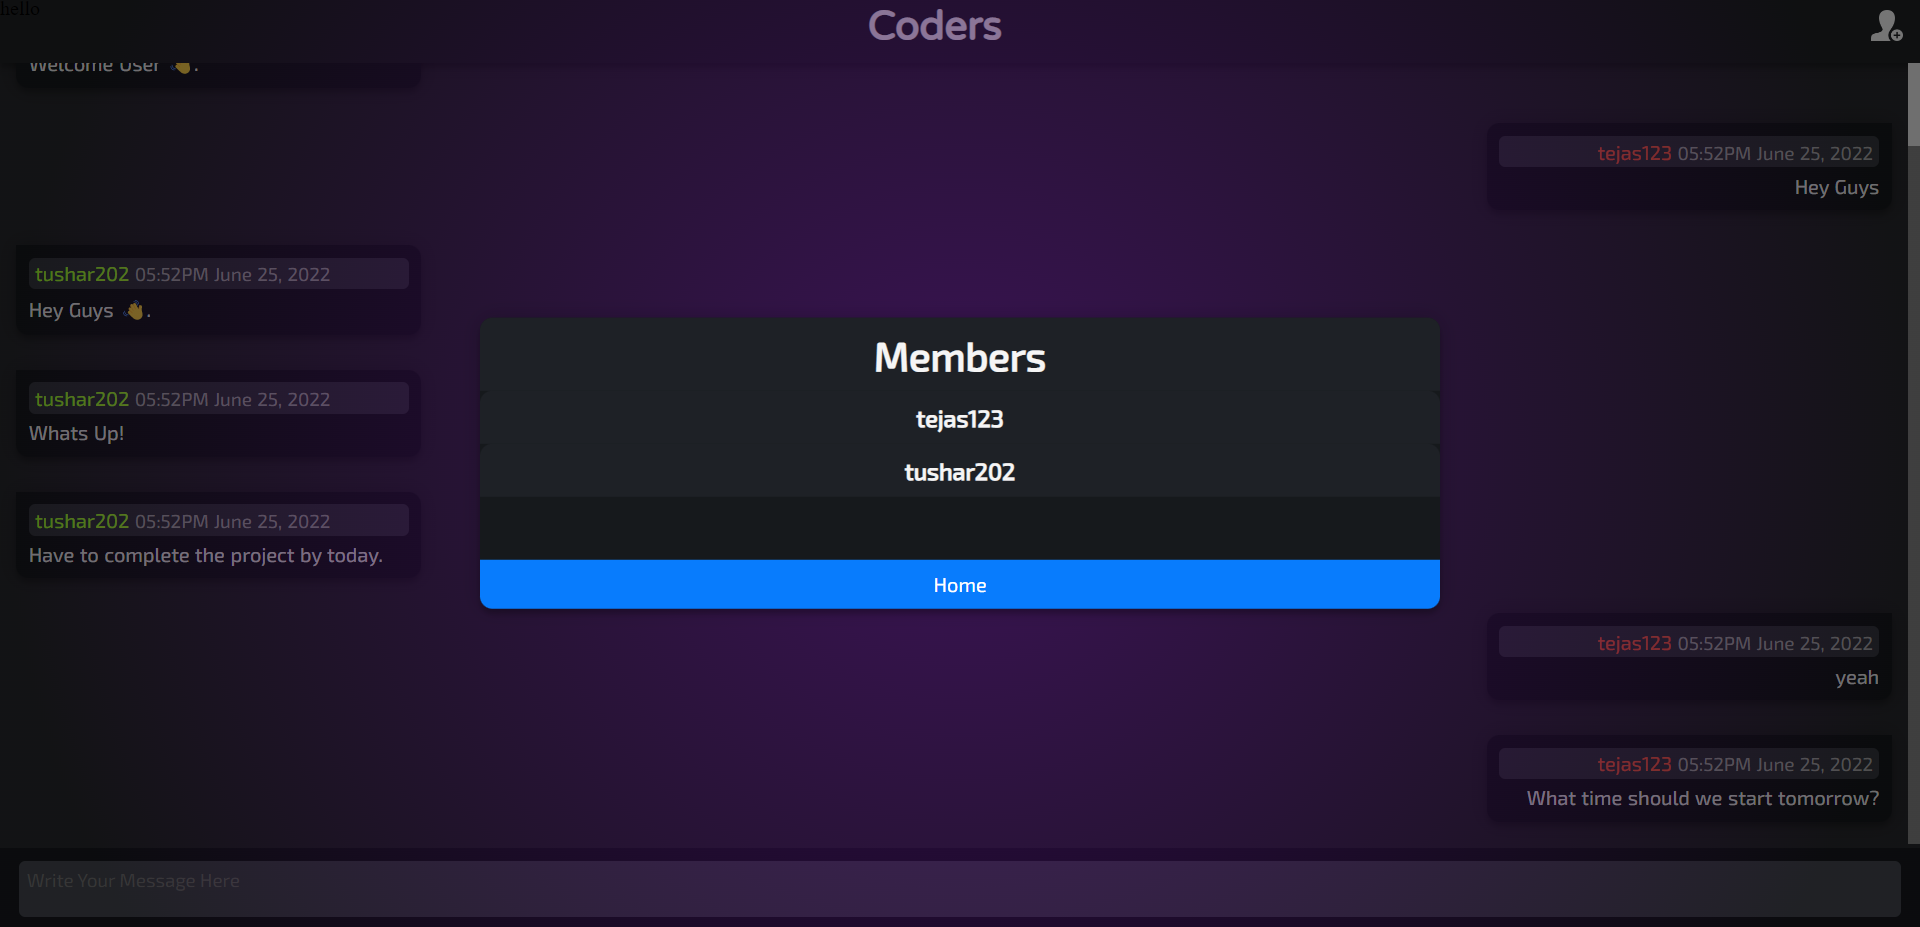 hello
Coders
Welcome User 👋.
tejas123 05:52PM June 25, 2022
Hey Guys
tushar202 05:52PM June 25, 2022
Hey Guys 👋.
tushar202 05:52PM June 25, 2022
Whats Up!
tushar202 05:52PM June 25, 2022
Have to complete the project by today.
Members
tejas123
tushar202
Home
tejas123 05:52PM June 25, 2022
yeah
tejas123 05:52PM June 25, 2022
What time should we start tomorrow?
Write Your Message Here